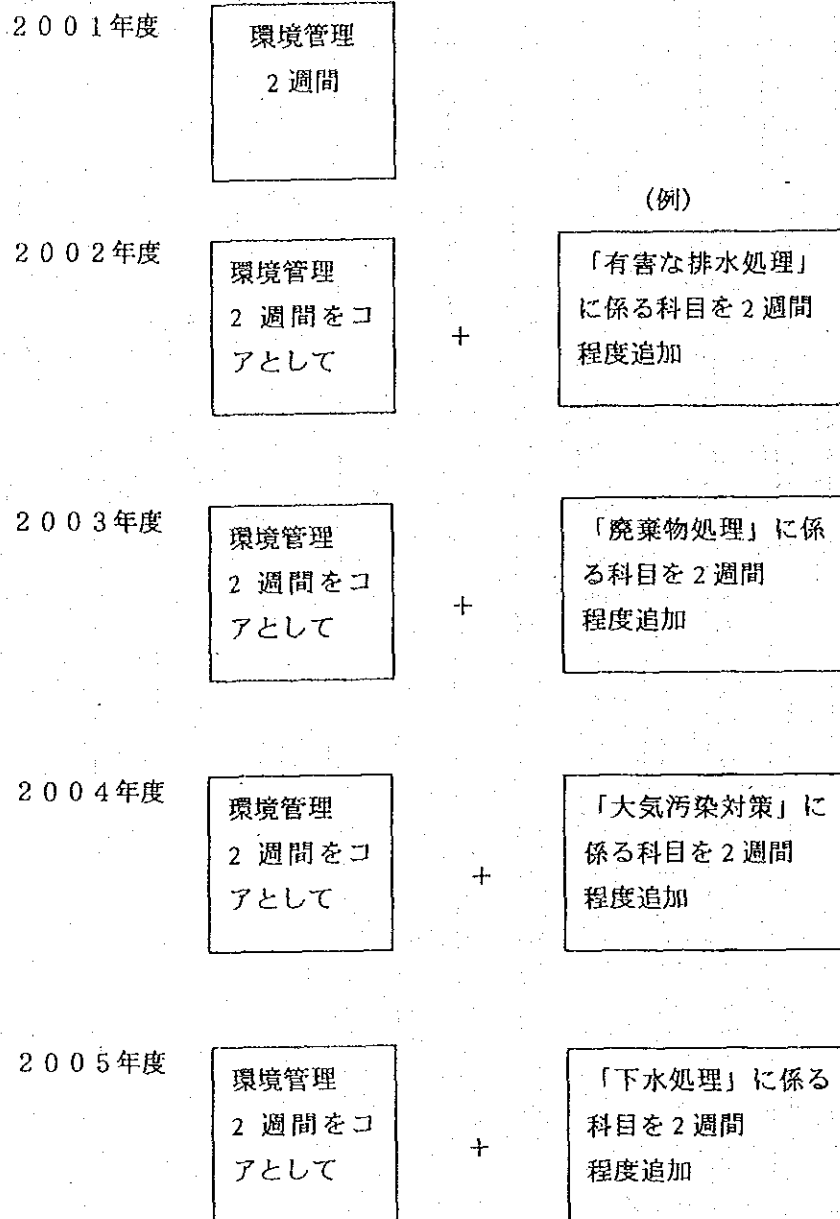 ２００１年度
環境管理
2 週間
(例)
２００２年度
環境管理
2 週間をコ
アとして
+
「有害な排水処理」
に係る科目を 2 週間
程度追加
２００３年度
環境管理
2 週間をコ
アとして
+
「廃棄物処理」に係
る科目を 2 週間
程度追加
２００４年度
環境管理
2 週間をコ
アとして
+
「大気汚染対策」に
係る科目を 2 週間
程度追加
２００５年度
環境管理
2 週間をコ
アとして
+
「下水処理」に係る
科目を 2 週間
程度追加